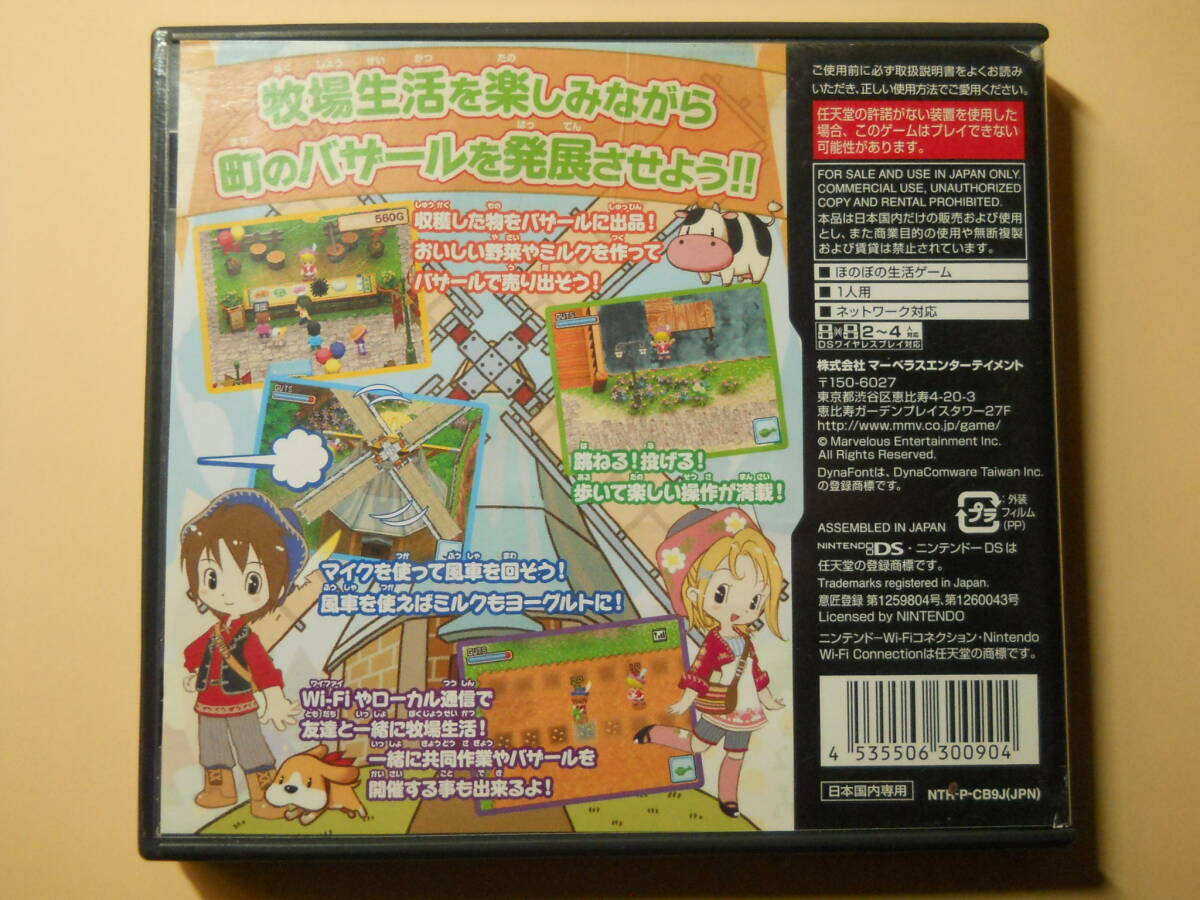 牧場生活を楽しみながら
町のバザールを発展させよう!!
560G
収穫した物をバザールに出品!
おいしい野菜やミルクを作って
バザールで売り出そう!
GUTS
跳ねる!投げる!
歩いて楽しい操作が満載!
GUTS
マイクを使って風車を回そう!
風車を使えばミルクもヨーグルトに!
GUTS
Wi-Fiやローカル通信で
友達と一緒に牧場生活!
一緒に共同作業やバザールを
開催する事も出来るよ!
ご使用前に必ず取扱説明書をよくお読み
いただき、正しい使用方法でご愛用ください。
任天堂の許諾がない装置を使用した
場合、このゲームはプレイできない
可能性があります。
FOR SALE AND USE IN JAPAN ONLY.
COMMERCIAL USE, UNAUTHORIZED
COPY AND RENTAL PROHIBITED.
本品は日本国内だけの販売および使用
とし、また商業目的の使用や無断複製
および賃貸は禁止されています。
■ ほのぼの生活ゲーム
■ 1人用
■ ネットワーク対応
2〜4人対応
DSワイヤレスプレイ対応
株式会社 マーベラスエンターテイメント
〒150-6027
東京都渋谷区恵比寿4-20-3
恵比寿ガーデンプレイスタワー27F
http://www.mmv.co.jp/game/
© Marvelous Entertainment Inc.
All Rights Reserved.
DynaFontは、DynaComware Taiwan Inc.
の登録商標です。
プラ
:外装
フィルム
(PP)
ASSEMBLED IN JAPAN
NINTENDO DS・ニンテンドーDSは
任天堂の登録商標です。
Trademarks registered in Japan.
意匠登録 第1259804号、第1260043号
Licensed by NINTENDO
ニンテンドーWi-Fiコネクション・Nintendo
Wi-Fi Connectionは任天堂の商標です。
4 535506 300904
日本国内専用
NTR-P-CB9J(JPN)